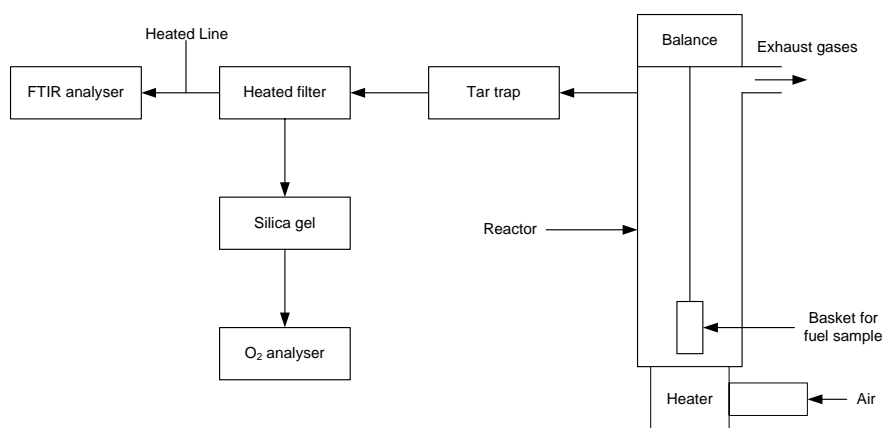 Heated Line
Balance
Exhaust gases
FTIR analyser
Heated filter
Tar trap
Silica gel
Reactor
Basket for
fuel sample
O₂ analyser
Heater
Air